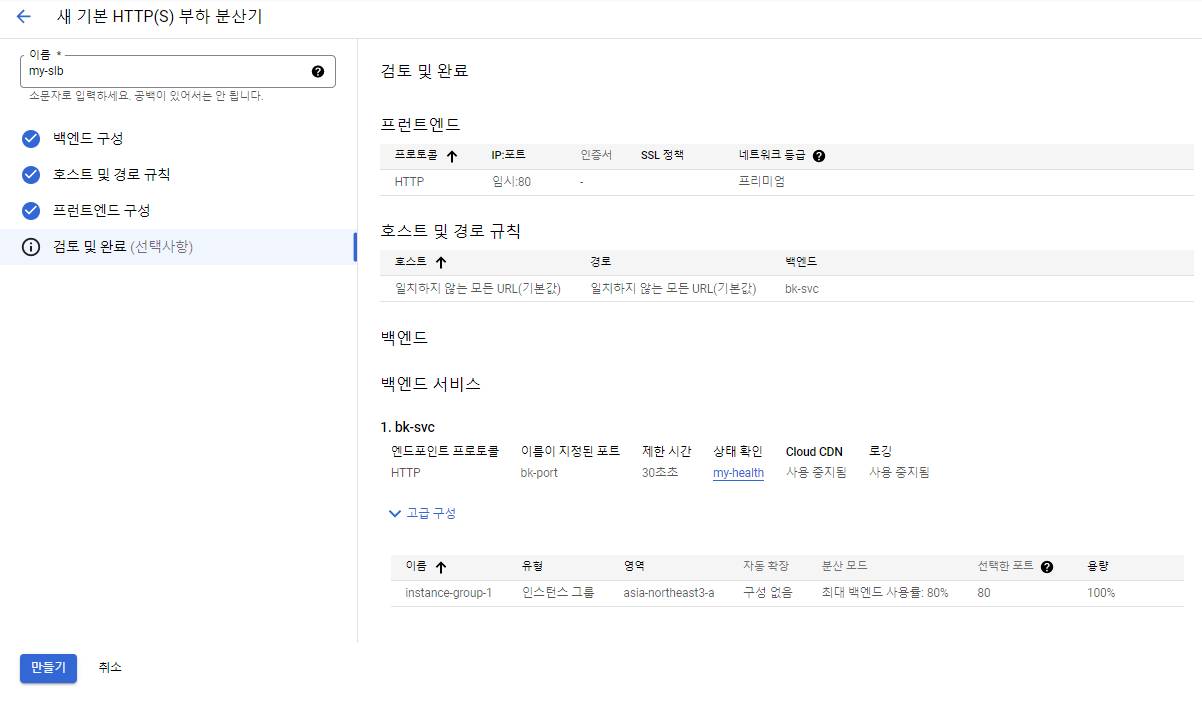 새 기본 HTTP(S) 부하 분산기
이름 *
my-slb
소문자로 입력하세요. 공백이 있어서는 안 됩니다.
백엔드 구성
호스트 및 경로 규칙
프런트엔드 구성
검토 및 완료 (선택사항)
검토 및 완료
프런트엔드
프로토콜 IP:포트 인증서 SSL 정책 네트워크 등급
HTTP 임시:80 - 프리미엄
호스트 및 경로 규칙
호스트 경로 백엔드
일치하지 않는 모든 URL(기본값) 일치하지 않는 모든 URL(기본값) bk-svc
백엔드
백엔드 서비스
1. bk-svc
엔드포인트 프로토콜 이름이 지정된 포트 제한 시간 상태 확인 Cloud CDN 로깅
HTTP bk-port 30초초 my-health 사용 중지됨 사용 중지됨
고급 구성
이름 유형 영역 자동 확장 분산 모드 선택한 포트 용량
instance-group-1 인스턴스 그룹 asia-northeast3-a 구성 없음 최대 백엔드 사용률: 80% 80 100%
만들기 취소